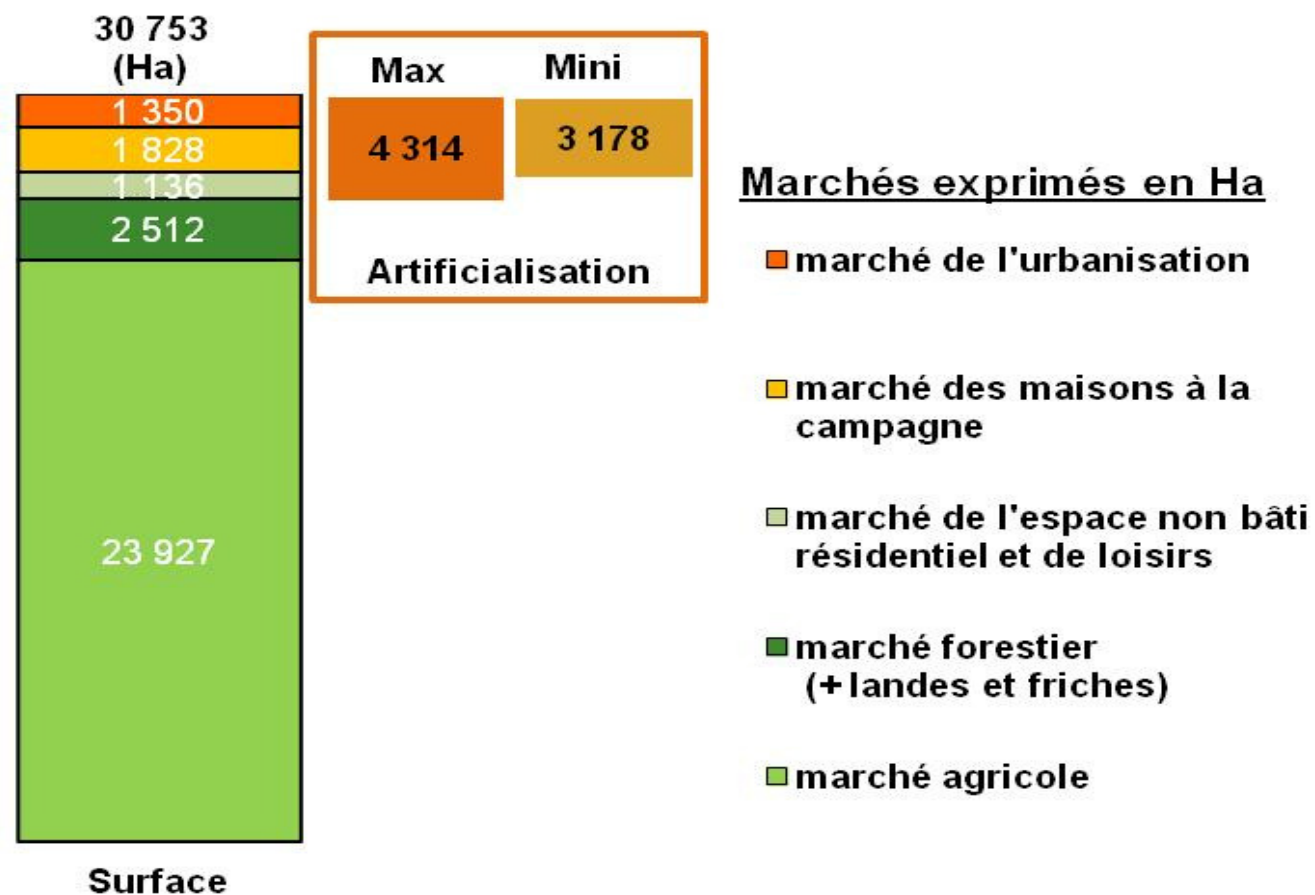 30 753
(Ha)
1 350
1 828
1 136
2 512
23 927
Surface
Max
Mini
4 314
3 178
Artificialisation
Marchés exprimés en Ha
marché de l'urbanisation
marché des maisons à la
campagne
marché de l'espace non bâti
résidentiel et de loisirs
marché forestier
(+ landes et friches)
marché agricole